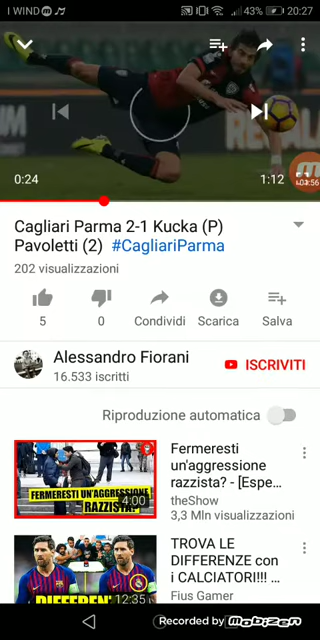 I WIND
43% 20:27
0:24
1:12
03:56
Cagliari Parma 2-1 Kucka (P)
Pavoletti (2) #CagliariParma
202 visualizzazioni
5
0
Condividi
Scarica
Salva
Alessandro Fiorani
16.533 iscritti
ISCRIVITI
Riproduzione automatica
FERMERESTI UN'AGGRESSIONE
RAZZISTA?
4:00
Fermeresti
un'aggressione
razzista? - [Espe...
theShow
3,3 Mln visualizzazioni
12:35
TROVA LE
DIFFERENZE con
i CALCIATORI!!! ...
Fius Gamer
Recorded by Mobizen